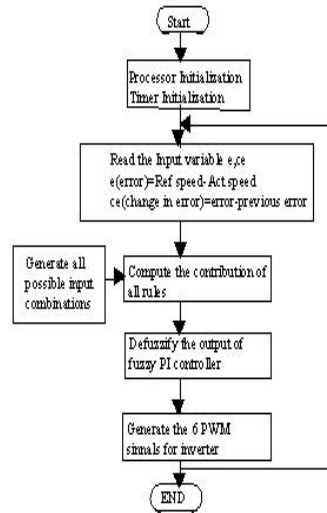 Start
Processor Initialization
Timer Initialization
Read the Input variable e,ce
e(error)=Ref speed-Act.speed
ce(change in error)=error-previous error
Generate all
possible input
combinations
Compute the contribution of
all rules
Defuzzify the output of
fuzzy PI controller
Generate the 6 PWM
sinnals for inverter
END